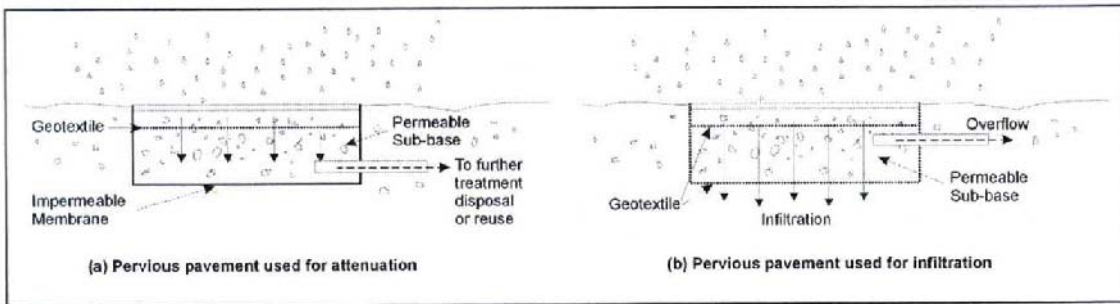 Geotextile
Permeable
Sub-base
To further
treatment
disposal
or reuse
Impermeable
Membrane
(a) Pervious pavement used for attenuation
Overflow
Permeable
Sub-base
Geotextile
Infiltration
(b) Pervious pavement used for infiltration